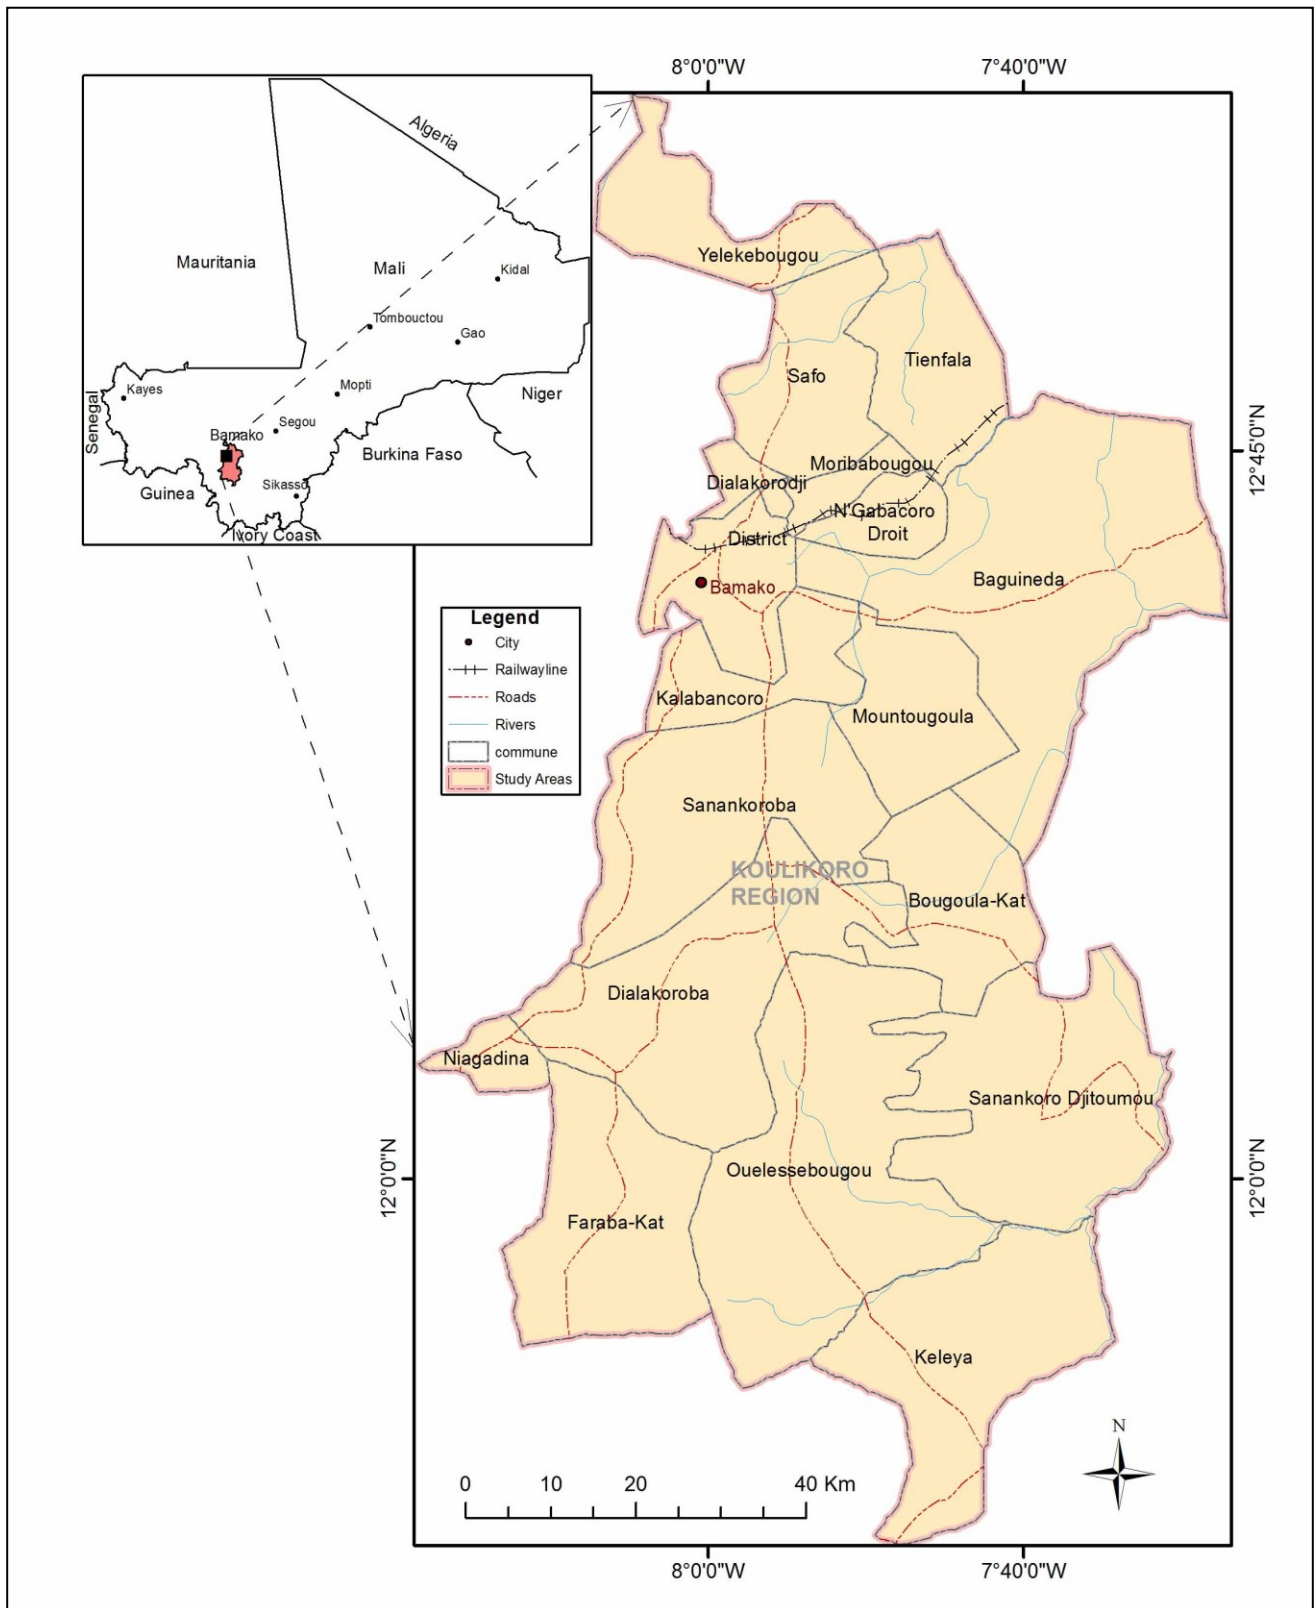 8°0'0"W
7°40'0"W
Algeria
Mauritania
Mali
Kidal
Tombouctou
Gao
Kayes
Mopti
Niger
Senegal
Segou
Bamako
Burkina Faso
Guinea
Sikasso
Ivory Coast
Yelekebougou
Tienfala
Safo
12°45'0"N
Moribabougou
Dialakorodji
N'Gabacoro
Droit
District
Baguineda
Bamako
Legend
City
Railwayline
Roads
Rivers
commune
Study Areas
Kalabancoro
Mountougoula
Sanankoroba
KOULIKORO
REGION
Bougoula-Kat
Dialakoroba
Niagadina
Sanankoro Djitoumou
12°0'0"N
12°0'0"N
Ouelessebougou
Faraba-Kat
Keleya
N
0 10 20 40 Km
8°0'0"W
7°40'0"W